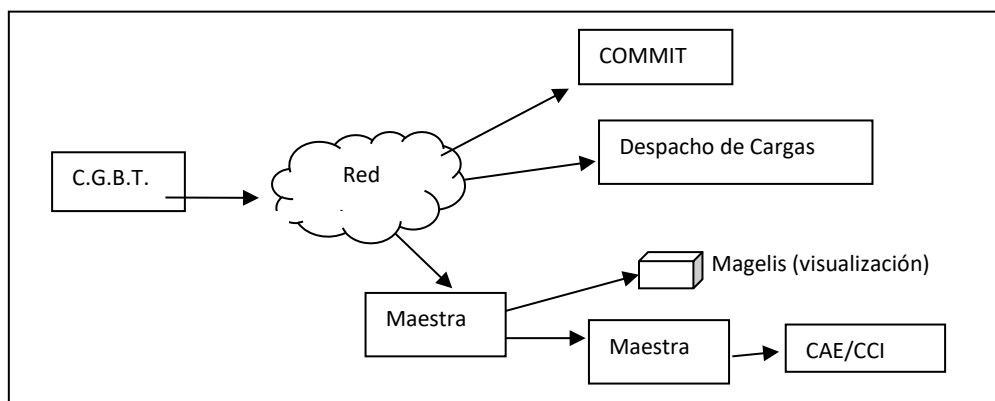 COMMIT
Despacho de Cargas
C.G.B.T.
Red
Magelis (visualización)
Maestra
Maestra
CAE/CCI